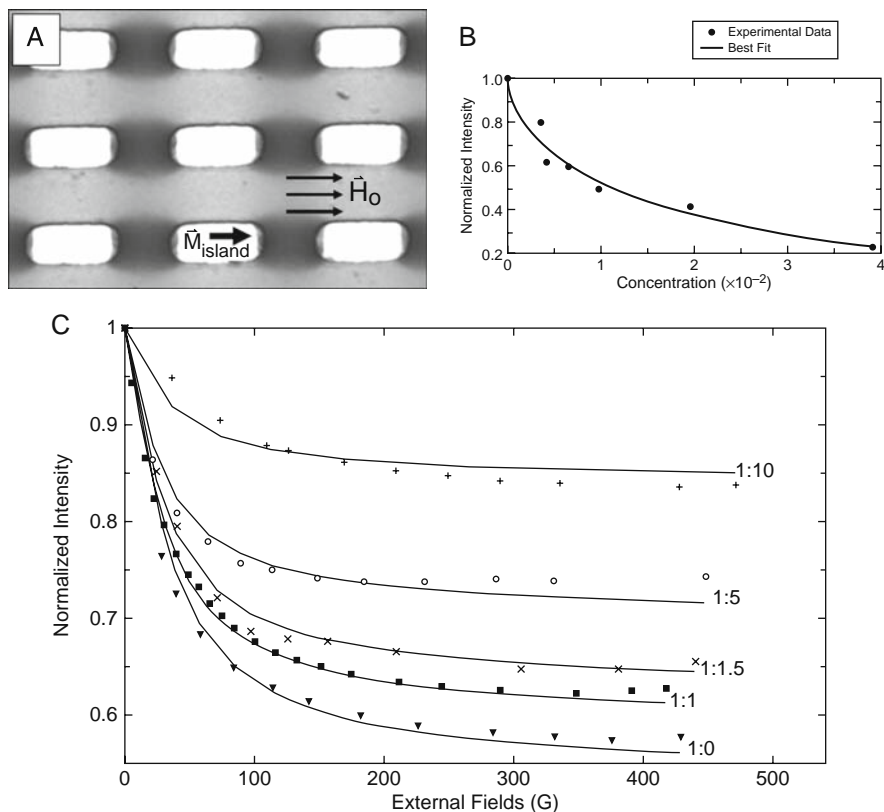 A
H⃗o
M⃗island
B
Experimental Data
Best Fit
Normalized Intensity
1.0
0.8
0.6
0.4
0.2
0
1
2
3
4
Concentration (×10−2)
C
Normalized Intensity
1
0.9
0.8
0.7
0.6
1:10
1:5
1:1.5
1:1
1:0
0
100
200
300
400
500
External Fields (G)